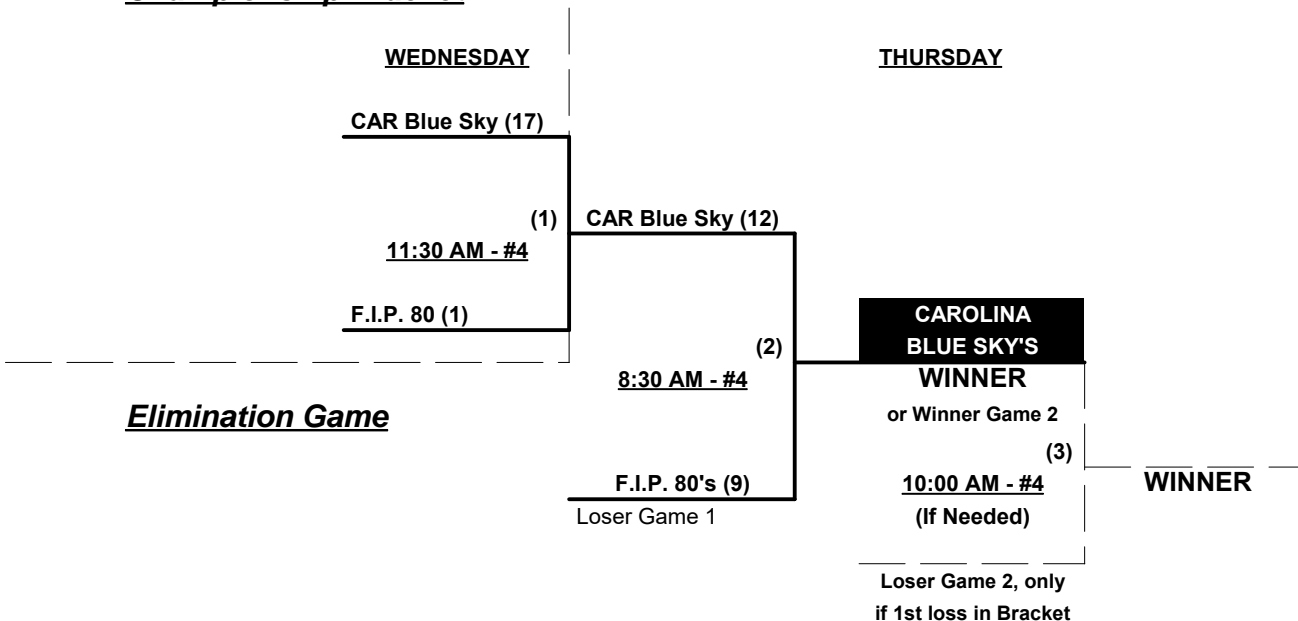 WEDNESDAY THURSDAY
CAR Blue Sky (17)
(1) CAR Blue Sky (12)
11:30 AM - #4
F.I.P. 80 (1) CAROLINA
(2) BLUE SKY'S
8:30 AM - #4 WINNER
Elimination Game or Winner Game 2
(3)
F.I.P. 80's (9) 10:00 AM - #4 WINNER
Loser Game 1 (If Needed)
Loser Game 2, only
if 1st loss in Bracket